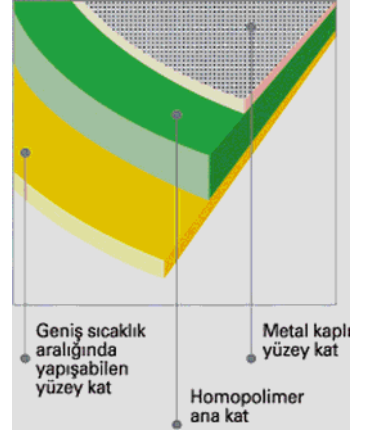 Geniş sıcaklık
aralığında
yapışabilen
yüzey kat
Homopolimer
ana kat
Metal kaplı
yüzey kat